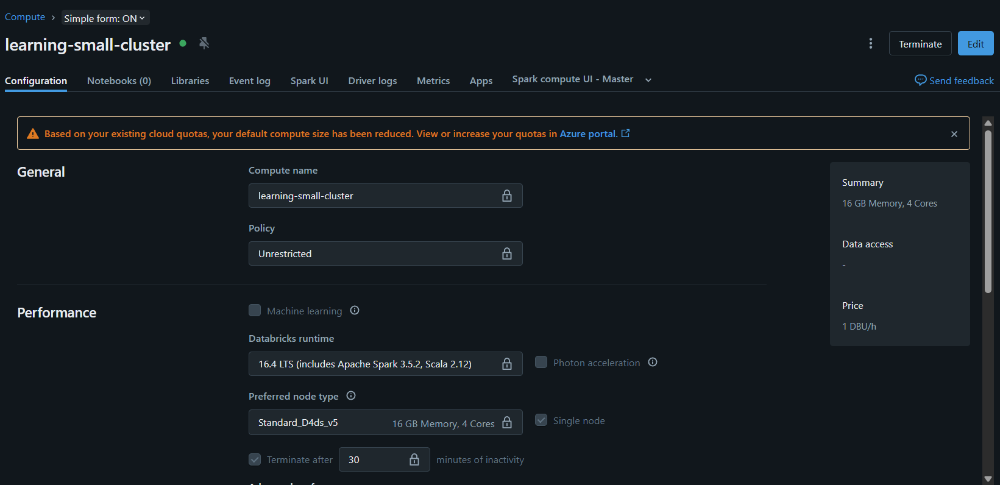 Compute › Simple form: ON
learning-small-cluster
Terminate
Edit
Configuration
Notebooks (0)
Libraries
Event log
Spark UI
Driver logs
Metrics
Apps
Spark compute UI - Master
Send feedback
Based on your existing cloud quotas, your default compute size has been reduced. View or increase your quotas in Azure portal.
General
Compute name
learning-small-cluster
Policy
Unrestricted
Summary
16 GB Memory, 4 Cores
Data access
-
Price
1 DBU/h
Performance
Machine learning
Databricks runtime
16.4 LTS (includes Apache Spark 3.5.2, Scala 2.12)
Photon acceleration
Preferred node type
Standard_D4ds_v5 16 GB Memory, 4 Cores
Single node
Terminate after 30 minutes of inactivity